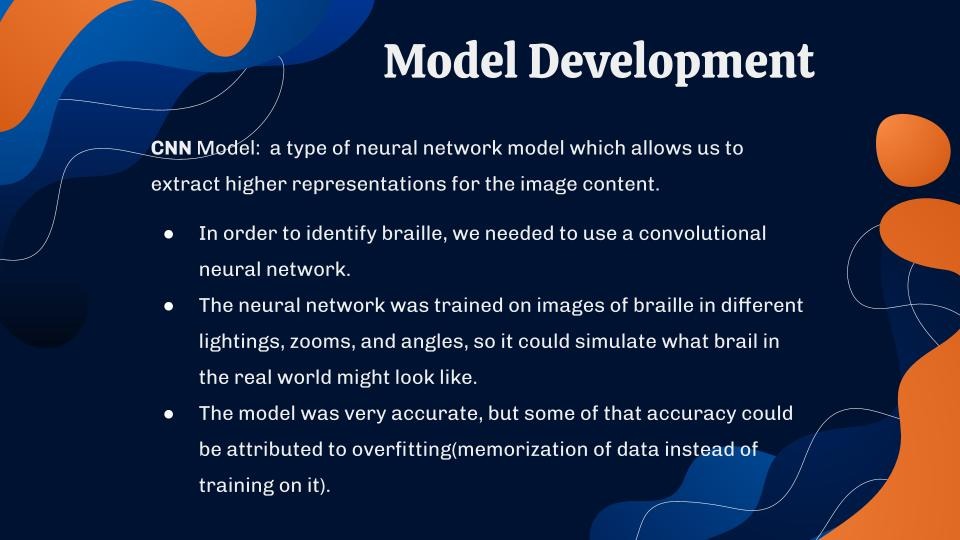 Model Development
CNN Model: a type of neural network model which allows us to
extract higher representations for the image content.
● In order to identify braille, we needed to use a convolutional
neural network.
● The neural network was trained on images of braille in different
lightings, zooms, and angles, so it could simulate what brail in
the real world might look like.
● The model was very accurate, but some of that accuracy could
be attributed to overfitting(memorization of data instead of
training on it).